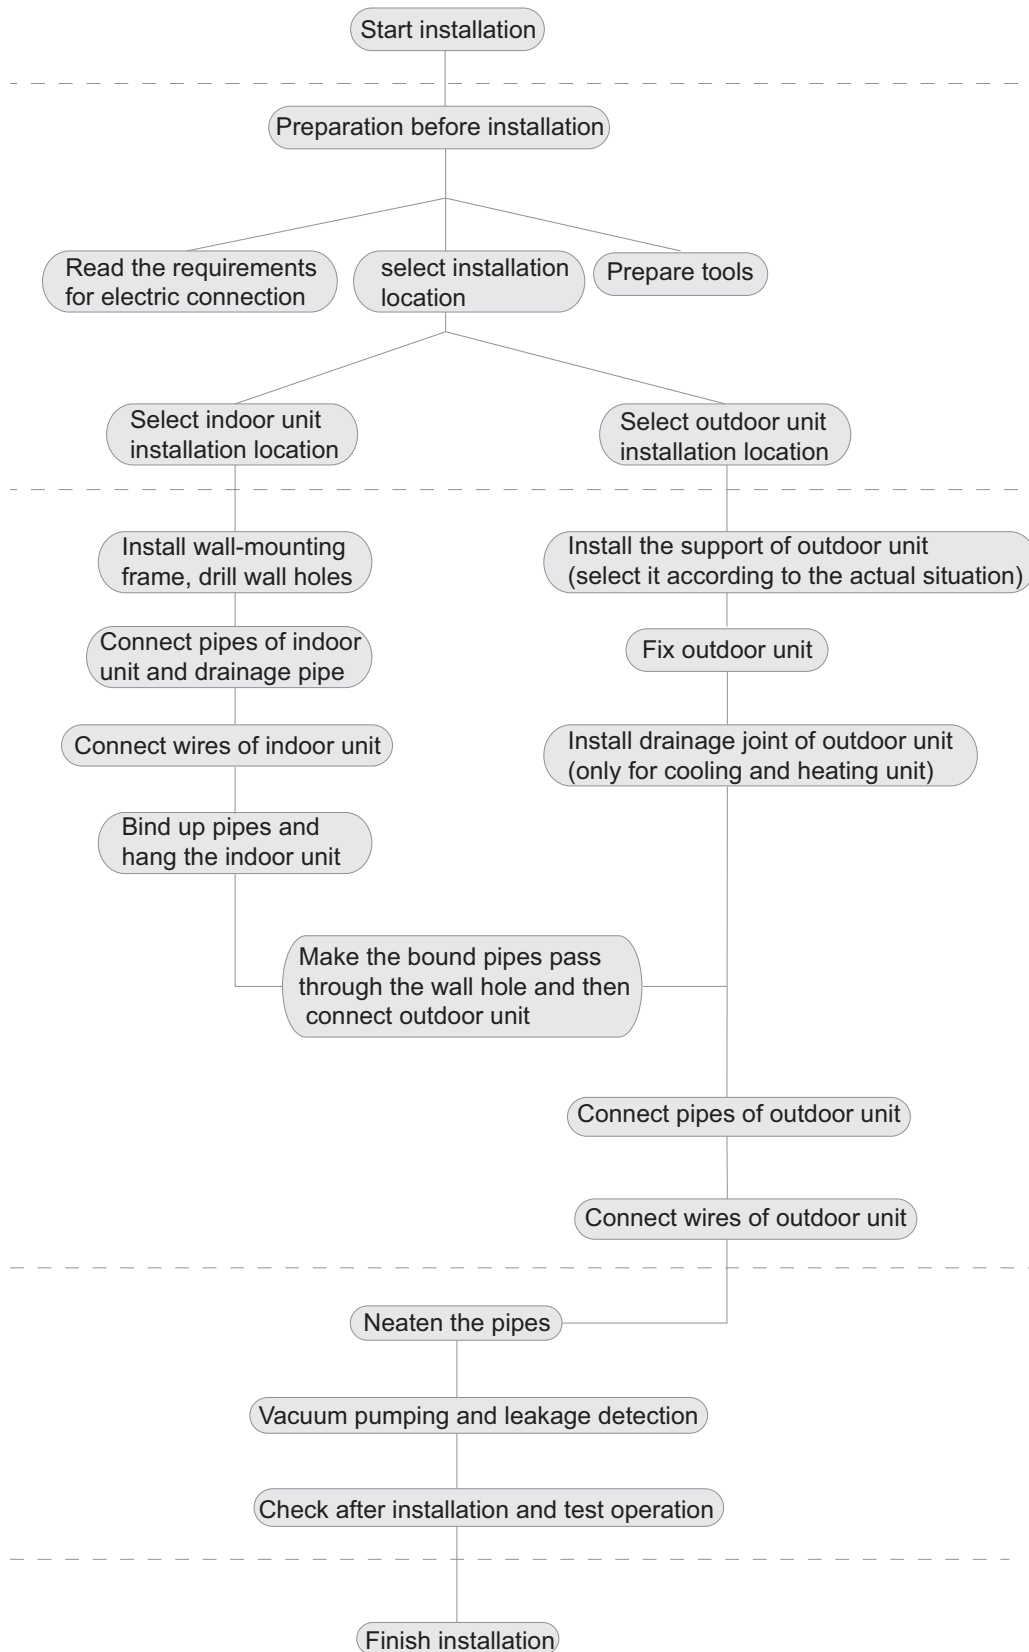 Start installation
Preparation before installation
Read the requirements
for electric connection
select installation
location
Prepare tools
Select indoor unit
installation location
Select outdoor unit
installation location
Install wall-mounting
frame, drill wall holes
Install the support of outdoor unit
(select it according to the actual situation)
Connect pipes of indoor
unit and drainage pipe
Fix outdoor unit
Connect wires of indoor unit
Install drainage joint of outdoor unit
(only for cooling and heating unit)
Bind up pipes and
hang the indoor unit
Make the bound pipes pass
through the wall hole and then
connect outdoor unit
Connect pipes of outdoor unit
Connect wires of outdoor unit
Neaten the pipes
Vacuum pumping and leakage detection
Check after installation and test operation
Finish installation